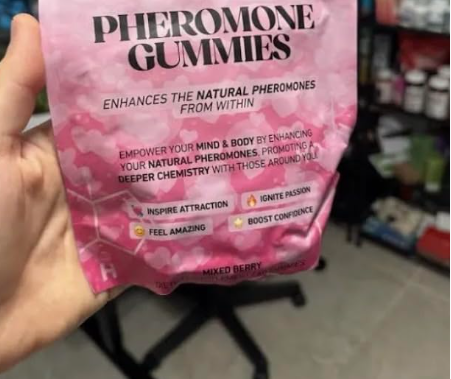 PHEROMONE
GUMMIES
ENHANCES THE NATURAL PHEROMONES
FROM WITHIN
EMPOWER YOUR MIND & BODY BY ENHANCING
YOUR NATURAL PHEROMONES, PROMOTING A
DEEPER CHEMISTRY WITH THOSE AROUND YOU.
INSPIRE ATTRACTION IGNITE PASSION
FEEL AMAZING BOOST CONFIDENCE
MIXED BERRY